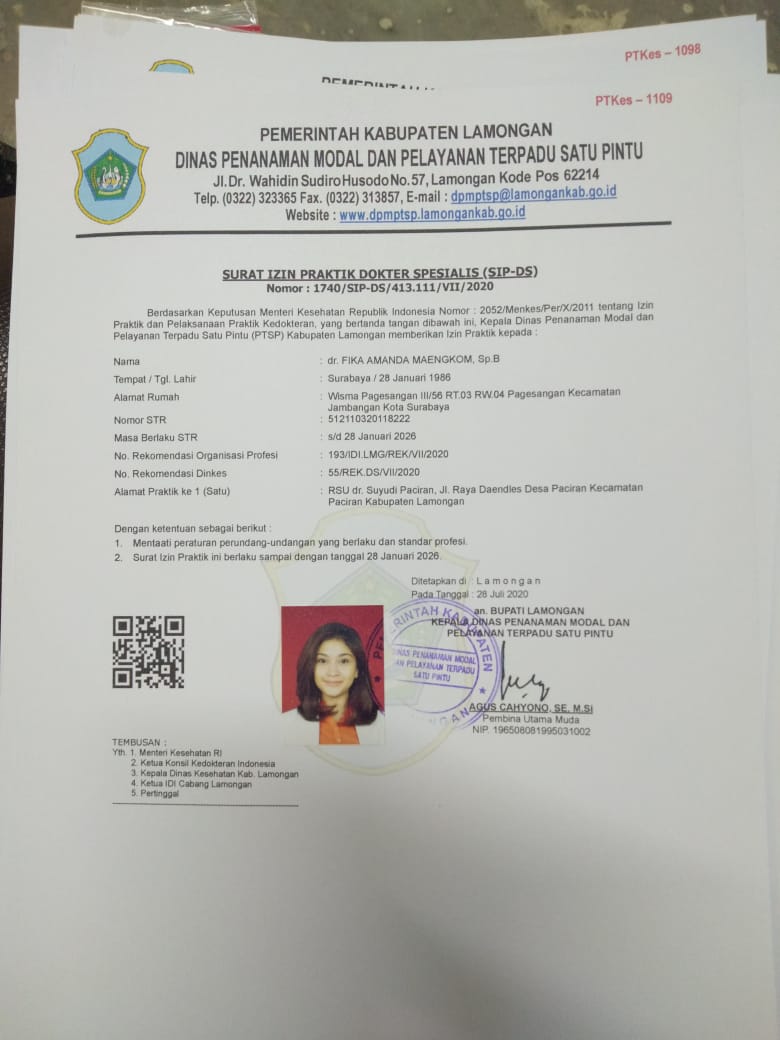 PTKes – 1098
PTKes – 1109
PEMERINTAH KABUPATEN LAMONGAN
DINAS PENANAMAN MODAL DAN PELAYANAN TERPADU SATU PINTU
Jl.Dr. Wahidin SudiroHusodoNo.57, Lamongan Kode Pos 62214
Telp. (0322) 323365 Fax. (0322) 313857, E-mail : dpmptsp@lamongankab.go.id
Website : www.dpmptsp.lamongankab.go.id
SURAT IZIN PRAKTIK DOKTER SPESIALIS (SIP-DS)
Nomor : 1740/SIP-DS/413.111/VII/2020
Berdasarkan Keputusan Menteri Kesehatan Republik Indonesia Nomor : 2052/Menkes/Per/X/2011 tentang Izin
Praktik dan Pelaksanaan Praktik Kedokteran, yang bertanda tangan dibawah ini, Kepala Dinas Penanaman Modal dan
Pelayanan Terpadu Satu Pintu (PTSP) Kabupaten Lamongan memberikan Izin Praktik kepada :
Nama : dr. FIKA AMANDA MAENGKOM, Sp.B
Tempat / Tgl. Lahir : Surabaya / 28 Januari 1986
Alamat Rumah : Wisma Pagesangan III/56 RT.03 RW.04 Pagesangan Kecamatan
Jambangan Kota Surabaya
Nomor STR : 512110320118222
Masa Berlaku STR : s/d 28 Januari 2026
No. Rekomendasi Organisasi Profesi : 193/IDI.LMG/REK/VII/2020
No. Rekomendasi Dinkes : 55/REK.DS/VII/2020
Alamat Praktik ke 1 (Satu) : RSU dr. Suyudi Paciran, Jl. Raya Daendles Desa Paciran Kecamatan
Paciran Kabupaten Lamongan
Dengan ketentuan sebagai berikut :
1. Mentaati peraturan perundang-undangan yang berlaku dan standar profesi.
2. Surat Izin Praktik ini berlaku sampai dengan tanggal 28 Januari 2026.
Ditetapkan di : L a m o n g a n
Pada Tanggal : 28 Juli 2020
an. BUPATI LAMONGAN
KEPALA DINAS PENANAMAN MODAL DAN
PELAYANAN TERPADU SATU PINTU
PEMERINTAH KABUPATEN
DINAS PENANAMAN MODAL
DAN PELAYANAN TERPADU
SATU PINTU
AGUS CAHYONO, SE, M.Si
Pembina Utama Muda
NIP. 196508081995031002
TEMBUSAN :
Yth. 1. Menteri Kesehatan RI
2. Ketua Konsil Kedokteran Indonesia
3. Kepala Dinas Kesehatan Kab. Lamongan
4. Ketua IDI Cabang Lamongan
5. Pertinggal